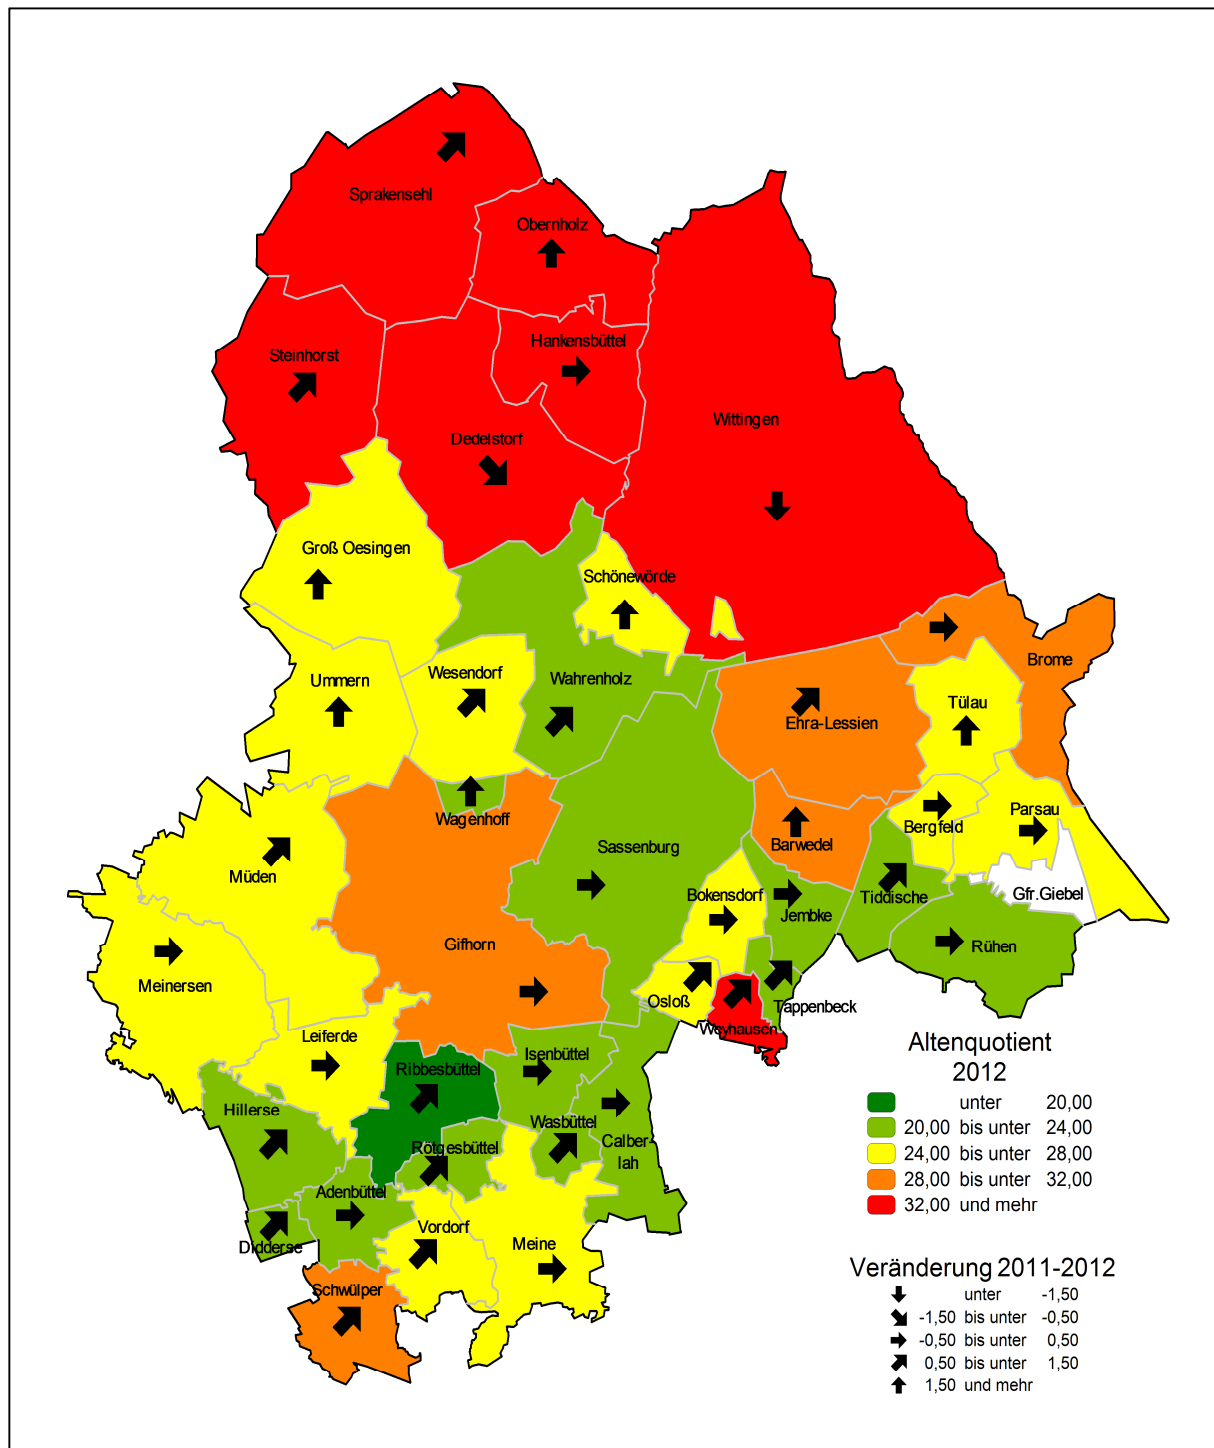 Sprakensehl
Obernholz
Hankensbüttel
Steinhorst
Wittingen
Dedelstorf
Groß Oesingen
Schönewörde
Brome
Ummern
Wesendorf
Wahrenholz
Tülau
Ehra-Lessien
Wagenhoff
Parsau
Bergfeld
Barwedel
Sassenburg
Müden
Bokensdorf
Tiddische
Gfr.Giebel
Jembke
Gifhorn
Rühen
Meinersen
Osloß
Tappenbeck
Weyhausen
Leiferde
Isenbüttel
Ribbesbüttel
Hillerse
Wasbüttel
Calber-
lah
Rötgesbüttel
Adenbüttel
Vordorf
Meine
Didderse
Schwülper
Altenquotient
2012
unter 20,00
20,00 bis unter 24,00
24,00 bis unter 28,00
28,00 bis unter 32,00
32,00 und mehr
Veränderung 2011-2012
unter -1,50
-1,50 bis unter -0,50
-0,50 bis unter 0,50
0,50 bis unter 1,50
1,50 und mehr